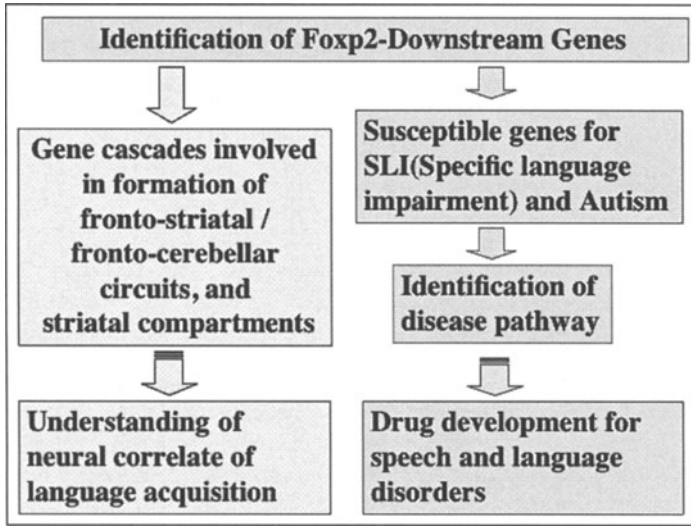 Identification of Foxp2-Downstream Genes
Gene cascades involved
in formation of
fronto-striatal /
fronto-cerebellar
circuits, and
striatal compartments
Understanding of
neural correlate of
language acquisition
Susceptible genes for
SLI(Specific language
impairment) and Autism
Identification of
disease pathway
Drug development for
speech and language
disorders